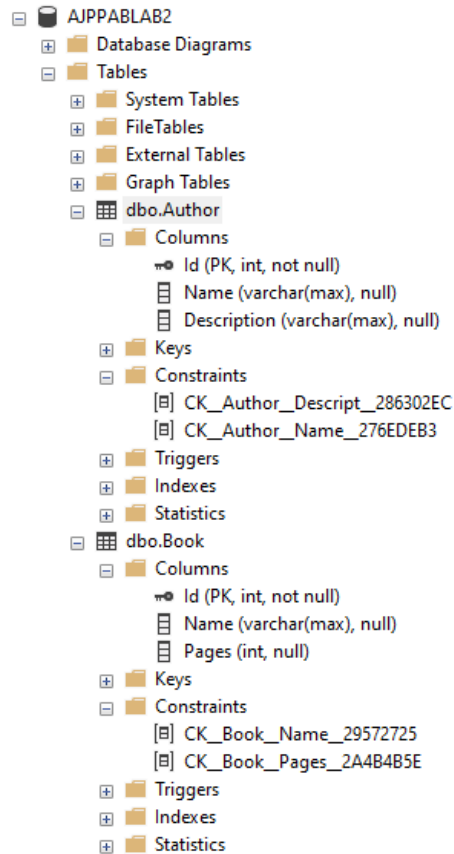 AJPPABLAB2
Database Diagrams
Tables
System Tables
FileTables
External Tables
Graph Tables
dbo.Author
Columns
Id (PK, int, not null)
Name (varchar(max), null)
Description (varchar(max), null)
Keys
Constraints
CK__Author__Descript__286302EC
CK__Author__Name__276EDEB3
Triggers
Indexes
Statistics
dbo.Book
Columns
Id (PK, int, not null)
Name (varchar(max), null)
Pages (int, null)
Keys
Constraints
CK__Book__Name__29572725
CK__Book__Pages__2A4B4B5E
Triggers
Indexes
Statistics